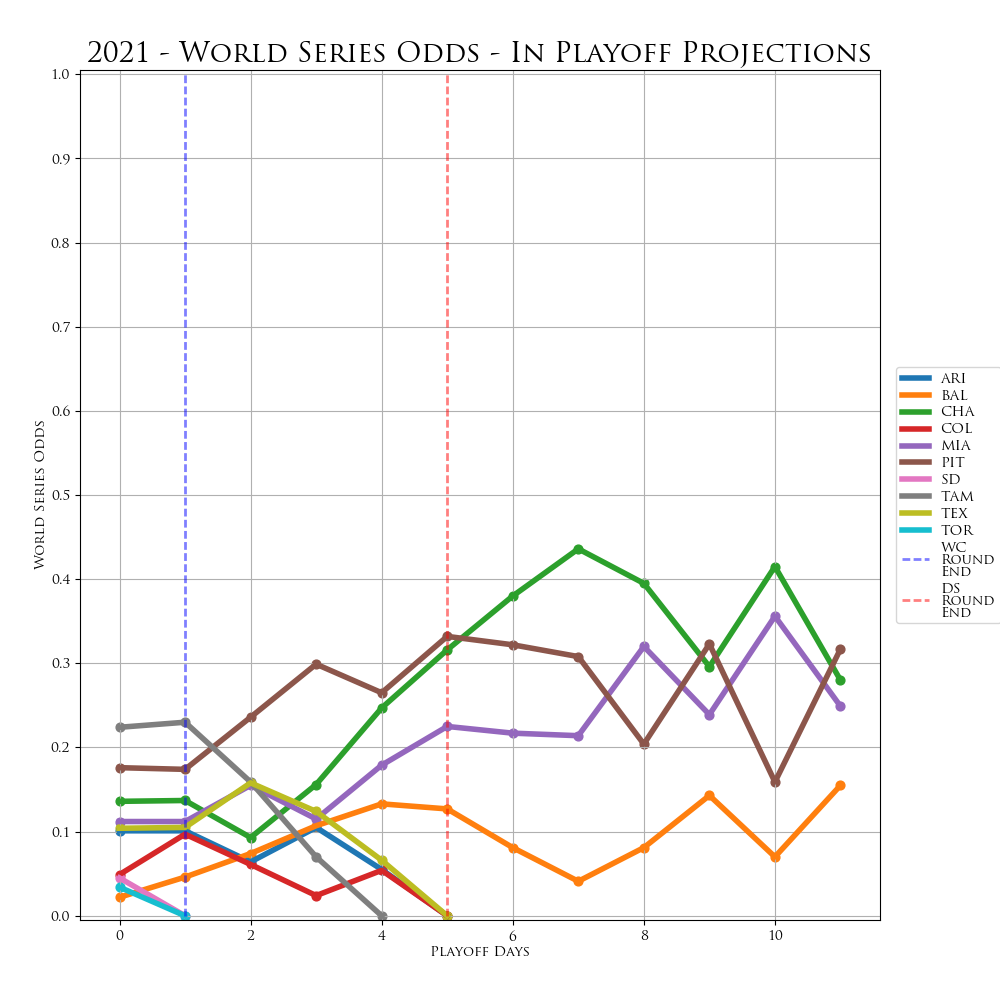 2021 - World Series Odds - In Playoff Projections
1.0
0.9
0.8
0.7
0.6
0.5
0.4
0.3
0.2
0.1
0.0
World Series Odds
0 2 4 6 8 10
Playoff Days
ARI
BAL
CHA
COL
MIA
PIT
SD
TAM
TEX
TOR
WC
Round
End
DS
Round
End